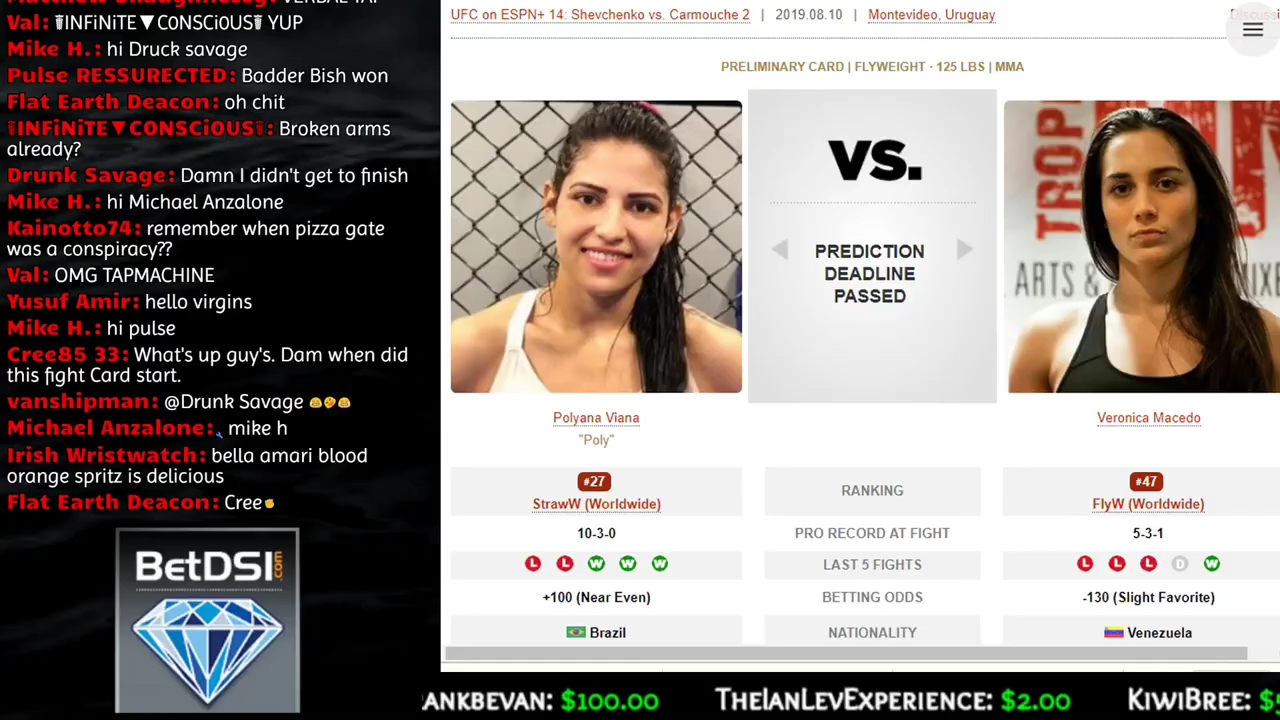 Val: ☤INFiNiTE▼CONSCiOUS☤ YUP
Mike H.: hi Druck savage
Pulse RESSURECTED: Badder Bish won
Flat Earth Deacon: oh chit
☤INFiNiTE▼CONSCiOUS☤: Broken arms
already?
Drunk Savage: Damn I didn't get to finish
Mike H.: hi Michael Anzalone
Kainotto74: remember when pizza gate
was a conspiracy??
Val: OMG TAPMACHINE
Yusuf Amir: hello virgins
Mike H.: hi pulse
Cree85 33: What's up guy's. Dam when did
this fight Card start.
vanshipman: @Drunk Savage
Michael Anzalone: mike h
Irish Wristwatch: bella amari blood
orange spritz is delicious
Flat Earth Deacon: Cree
BetDSI.com
UFC on ESPN+ 14: Shevchenko vs. Carmouche 2 | 2019.08.10 | Montevideo, Uruguay
PRELIMINARY CARD | FLYWEIGHT · 125 LBS | MMA
VS.
PREDICTION
DEADLINE
PASSED
TROP
ARTS &
MIXE
Polyana Viana
"Poly"
Veronica Macedo
#27 RANKING #47
StrawW (Worldwide) FlyW (Worldwide)
10-3-0 PRO RECORD AT FIGHT 5-3-1
L L W W W LAST 5 FIGHTS L L L D W
+100 (Near Even) BETTING ODDS -130 (Slight Favorite)
Brazil NATIONALITY Venezuela
ANKBEVAN: $100.00 THEIANLEVEXPERIENCE: $2.00 KIWIBREE: